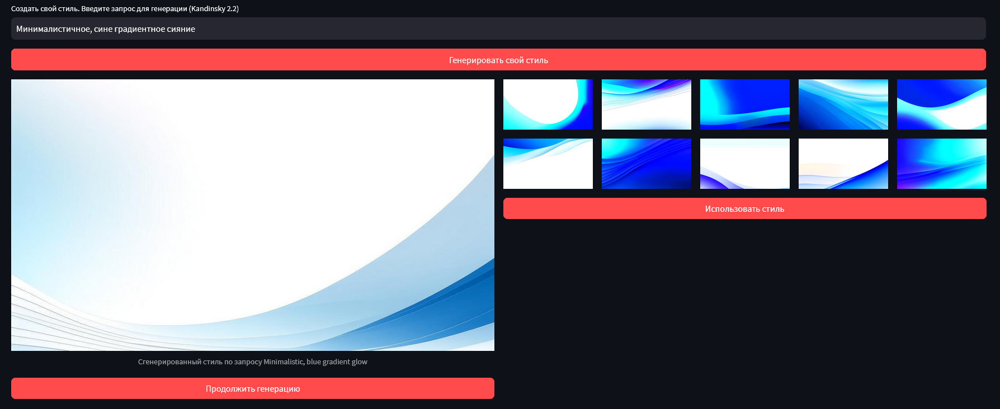 Создать свой стиль. Введите запрос для генерации (Kandinsky 2.2)
Минималистичное, сине градиентное сияние
Генерировать свой стиль
Использовать стиль
Сгенерированный стиль по запросу Minimalistic, blue gradient glow
Продолжить генерацию